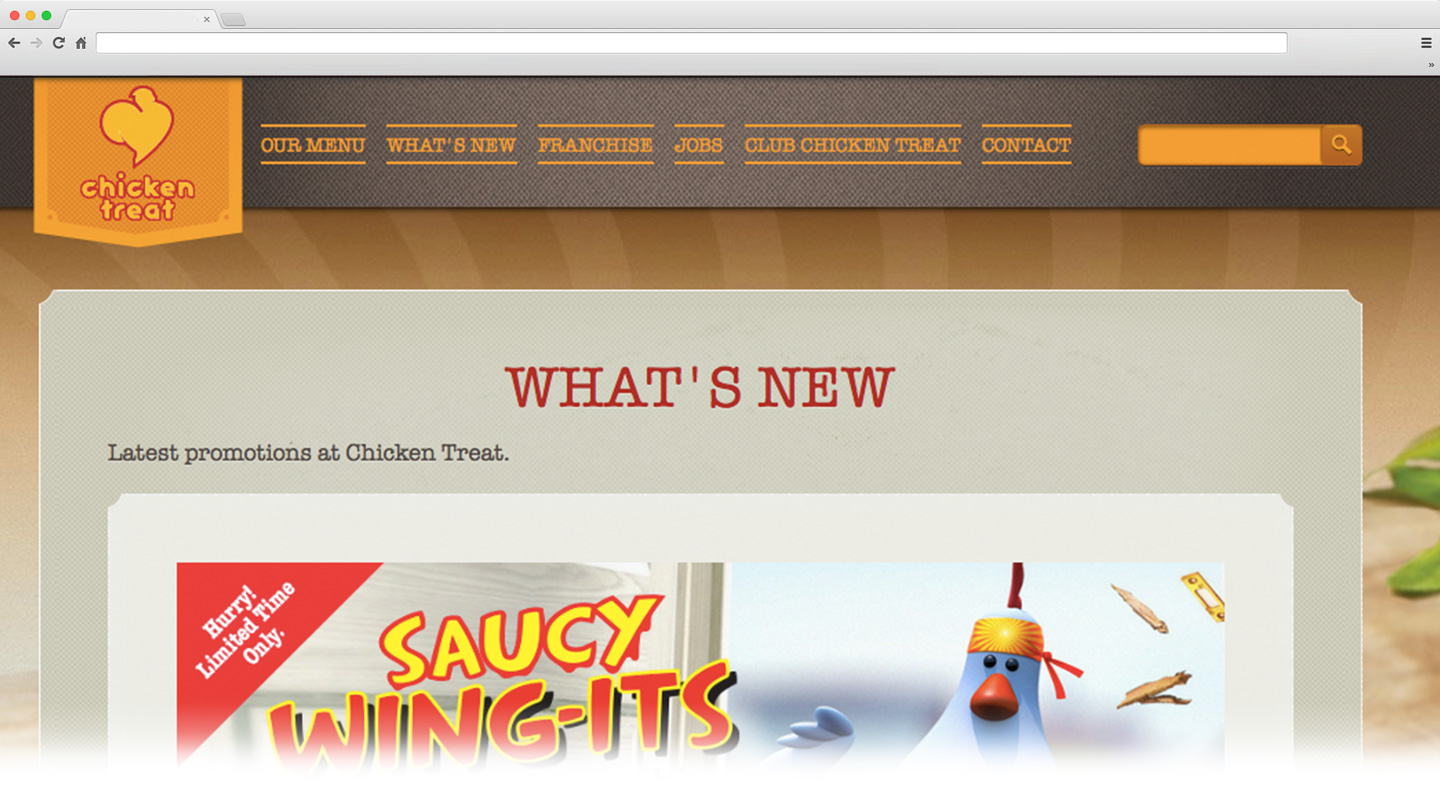 chicken
treat
OUR MENU WHAT'S NEW FRANCHISE JOBS CLUB CHICKEN TREAT CONTACT
WHAT'S NEW
Latest promotions at Chicken Treat.
Hurry!
Limited Time
Only.
SAUCY
WING-ITS